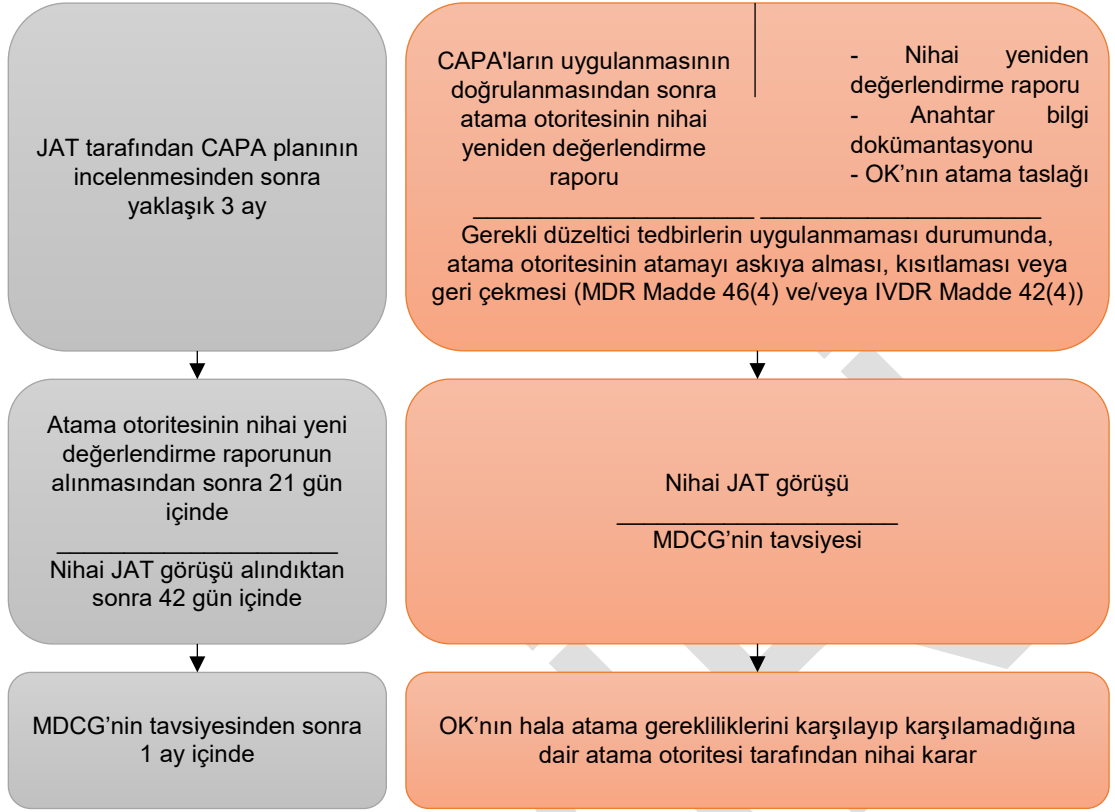 JAT tarafından CAPA planının
incelenmesinden sonra
yaklaşık 3 ay
CAPA'ların uygulanmasının
doğrulanmasından sonra
atama otoritesinin nihai
yeniden değerlendirme
raporu
- Nihai yeniden
değerlendirme raporu
- Anahtar bilgi
dokümantasyonu
- OK’nın atama taslağı
Gerekli düzeltici tedbirlerin uygulanmaması durumunda,
atama otoritesinin atamayı askıya alması, kısıtlaması veya
geri çekmesi (MDR Madde 46(4) ve/veya IVDR Madde 42(4))
Atama otoritesinin nihai yeni
değerlendirme raporunun
alınmasından sonra 21 gün
içinde
Nihai JAT görüşü alındıktan
sonra 42 gün içinde
Nihai JAT görüşü
MDCG’nin tavsiyesi
MDCG’nin tavsiyesinden sonra
1 ay içinde
OK’nın hala atama gerekliliklerini karşılayıp karşılamadığına
dair atama otoritesi tarafından nihai karar